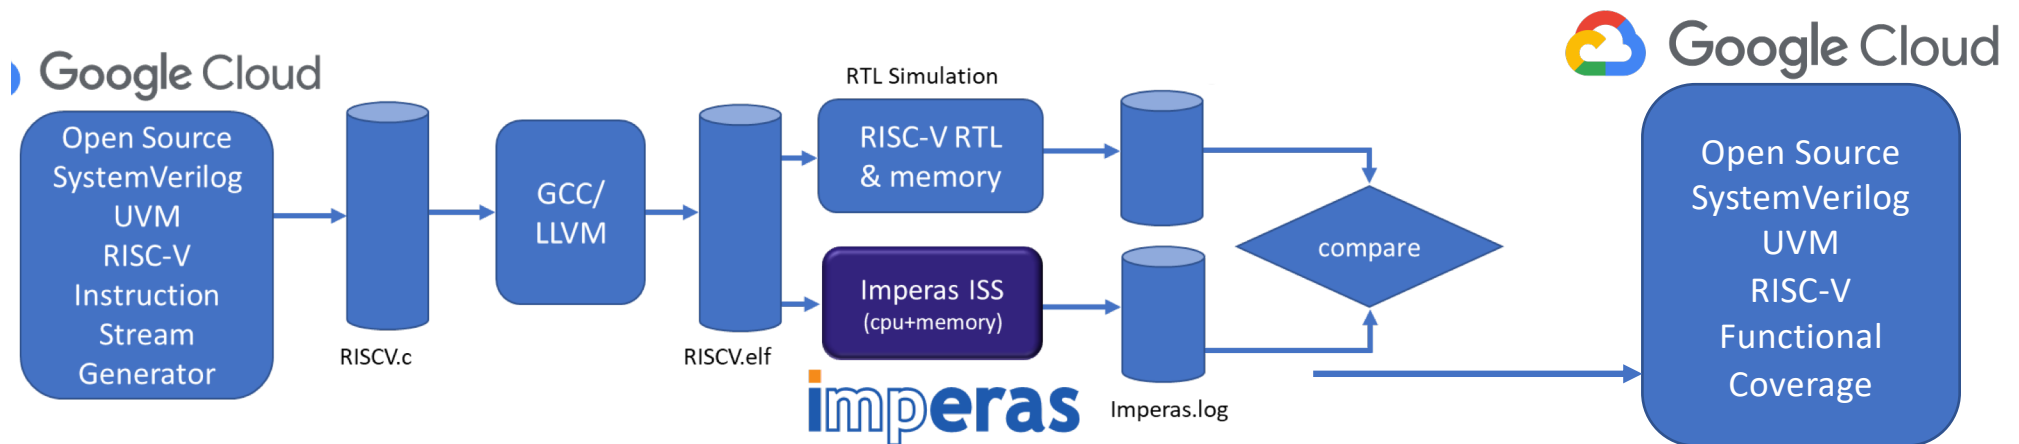 Google Cloud
Open Source
SystemVerilog
UVM
RISC-V
Instruction
Stream
Generator
RISCV.c
GCC/
LLVM
RISCV.elf
RTL Simulation
RISC-V RTL
& memory
Imperas ISS
(cpu+memory)
imperas
Imperas.log
compare
Google Cloud
Open Source
SystemVerilog
UVM
RISC-V
Functional
Coverage